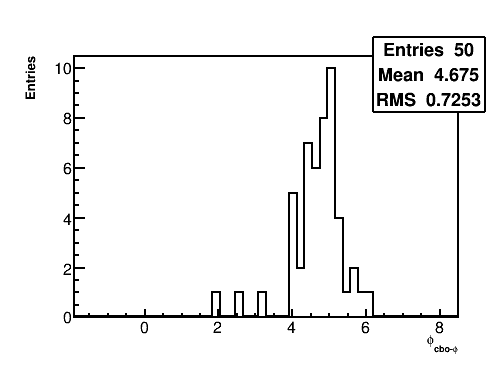 Entries 50
Mean 4.675
RMS 0.7253
Entries
10
8
6
4
2
0
0 2 4 6 8
ϕcbo-ϕ